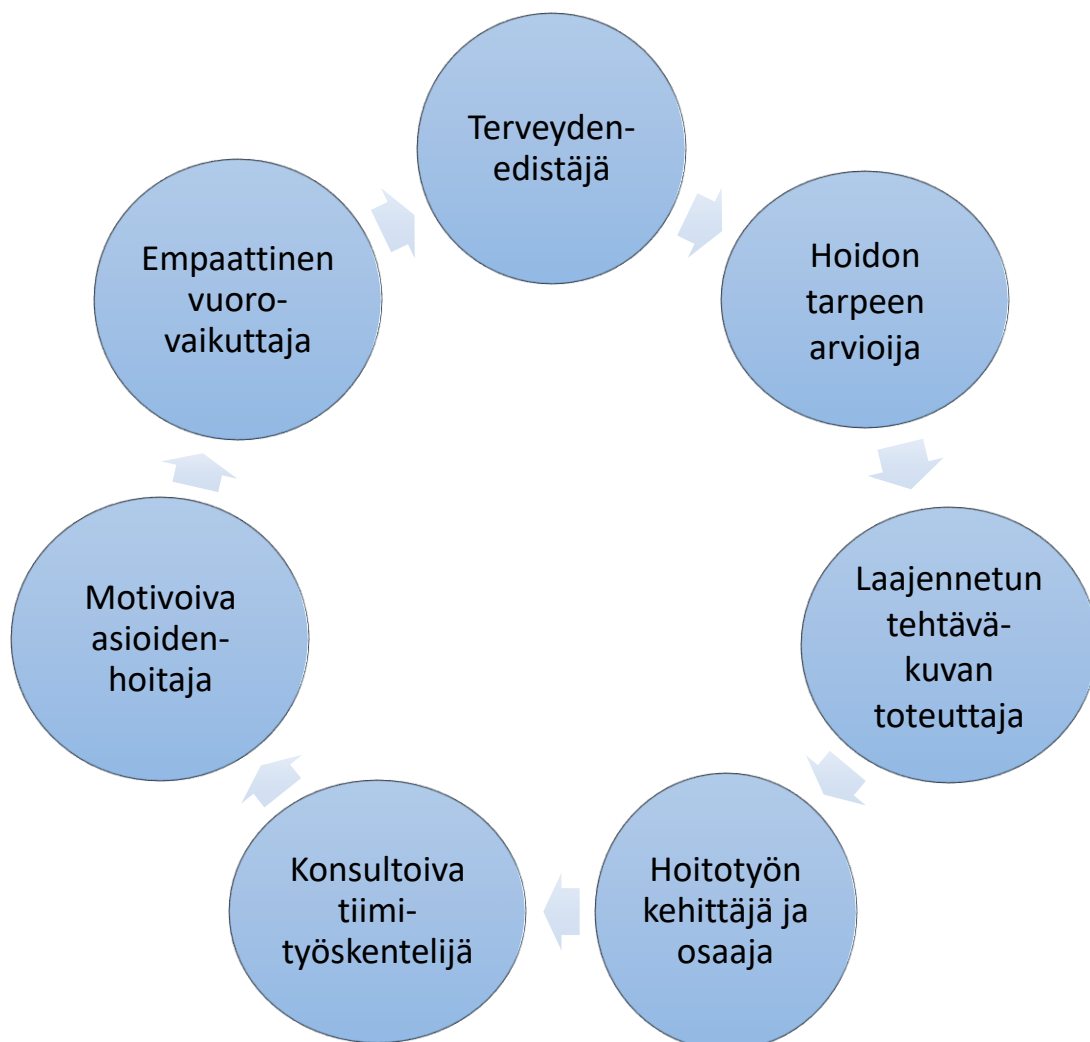 Terveyden-
edistäjä
Hoidon
tarpeen
arvioija
Laajennetun
tehtävä-
kuvan
toteuttaja
Hoitotyön
kehittäjä ja
osaaja
Konsultoiva
tiimi-
työskentelijä
Motivoiva
asioiden-
hoitaja
Empaattinen
vuoro-
vaikuttaja